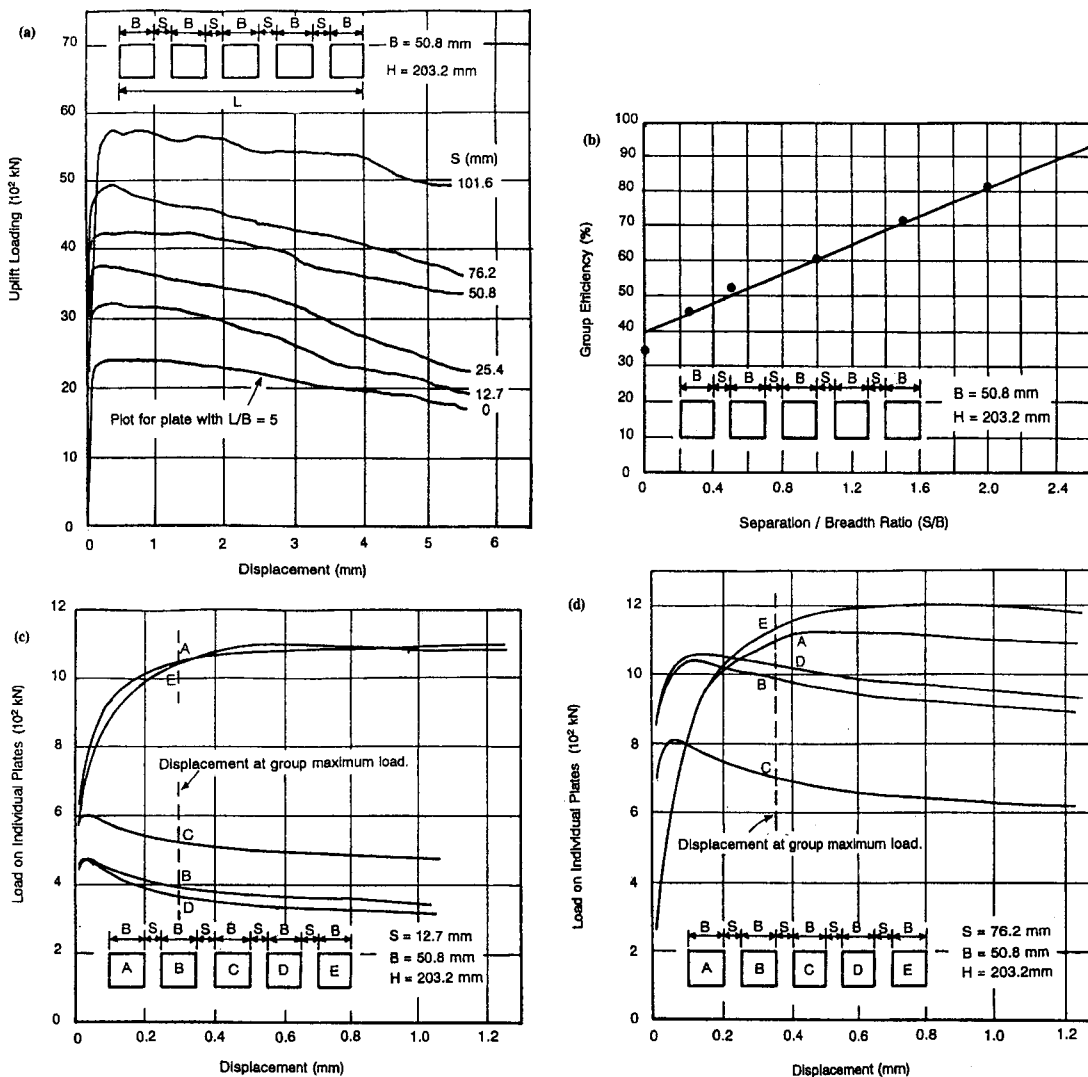 (a)
B S B S B S B S B
B = 50.8 mm
H = 203.2 mm
L
70
60
50
40
30
20
10
0
Uplift Loading (10² kN)
S (mm)
101.6
76.2
50.8
25.4
12.7
0
Plot for plate with L/B = 5
0 1 2 3 4 5 6
Displacement (mm)
(b)
100
90
80
70
60
50
40
30
20
10
0
Group Efficiency (%)
B S B S B S B S B
B = 50.8 mm
H = 203.2 mm
0 0.4 0.8 1.2 1.6 2.0 2.4
Separation / Breadth Ratio (S/B)
(c)
12
10
8
6
4
2
0
Load on Individual Plates (10² kN)
A
E
Displacement at group maximum load.
C
B
D
B S B S B S B S B
A B C D E
S = 12.7 mm
B = 50.8 mm
H = 203.2 mm
0 0.2 0.4 0.6 0.8 1.0 1.2
Displacement (mm)
(d)
12
10
8
6
4
2
0
Load on Individual Plates (10² kN)
E
A
D
B
C
Displacement at group maximum load.
B S B S B S B S B
A B C D E
S = 76.2 mm
B = 50.8 mm
H = 203.2mm
0 0.2 0.4 0.6 0.8 1.0 1.2
Displacement (mm)